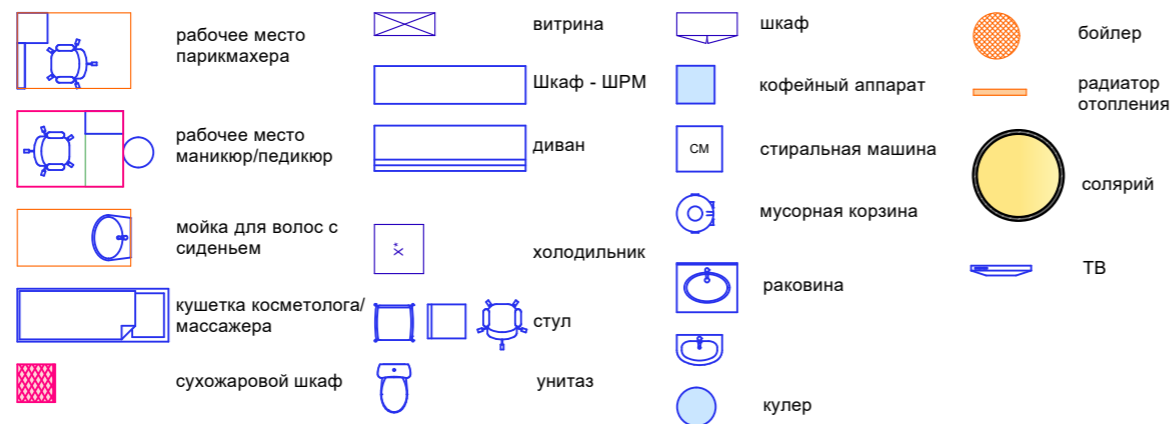 рабочее место
парикмахера
рабочее место
маникюр/педикюр
мойка для волос с
сиденьем
кушетка косметолога/
массажера
сухожаровой шкаф
витрина
Шкаф - ШРМ
диван
Х*
холодильник
стул
унитаз
шкаф
кофейный аппарат
СМ
стиральная машина
мусорная корзина
раковина
кулер
бойлер
радиатор
отопления
солярий
ТВ